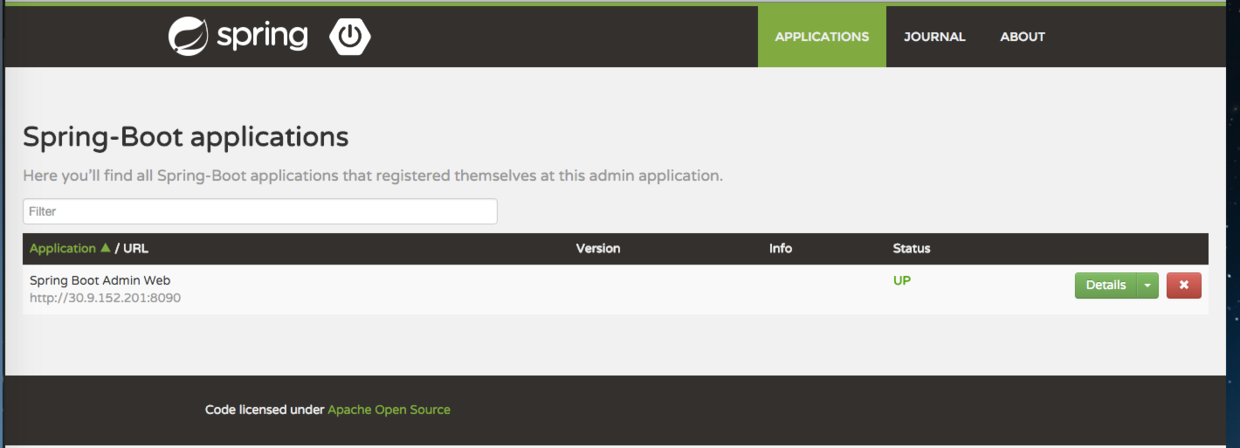 spring
APPLICATIONS JOURNAL ABOUT
Spring-Boot applications
Here you'll find all Spring-Boot applications that registered themselves at this admin application.
Filter
Application ▲ / URL Version Info Status
Spring Boot Admin Web UP Details
http://30.9.152.201:8090
Code licensed under Apache Open Source